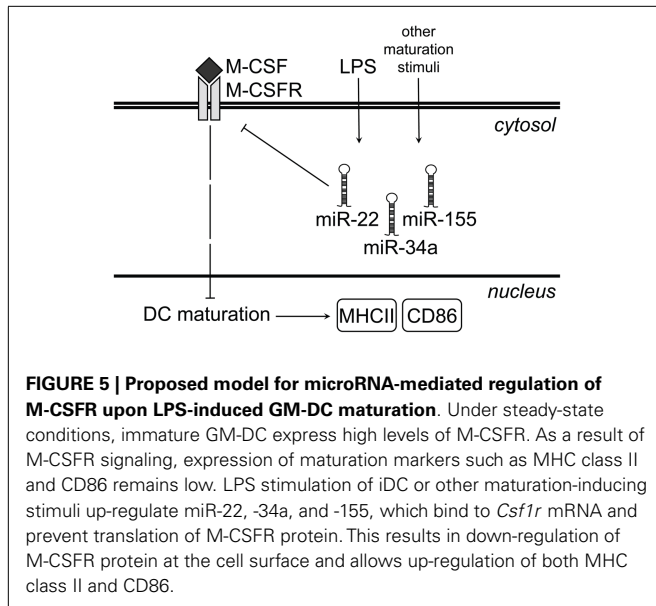 other
maturation
stimuli
M-CSF
LPS
M-CSFR
cytosol
miR-22
miR-155
miR-34a
nucleus
DC maturation
MHCII
CD86
FIGURE 5 | Proposed model for microRNA-mediated regulation of
M-CSFR upon LPS-induced GM-DC maturation. Under steady-state
conditions, immature GM-DC express high levels of M-CSFR. As a result of
M-CSFR signaling, expression of maturation markers such as MHC class II
and CD86 remains low. LPS stimulation of iDC or other maturation-inducing
stimuli up-regulate miR-22, -34a, and -155, which bind to Csf1r mRNA and
prevent translation of M-CSFR protein. This results in down-regulation of
M-CSFR protein at the cell surface and allows up-regulation of both MHC
class II and CD86.